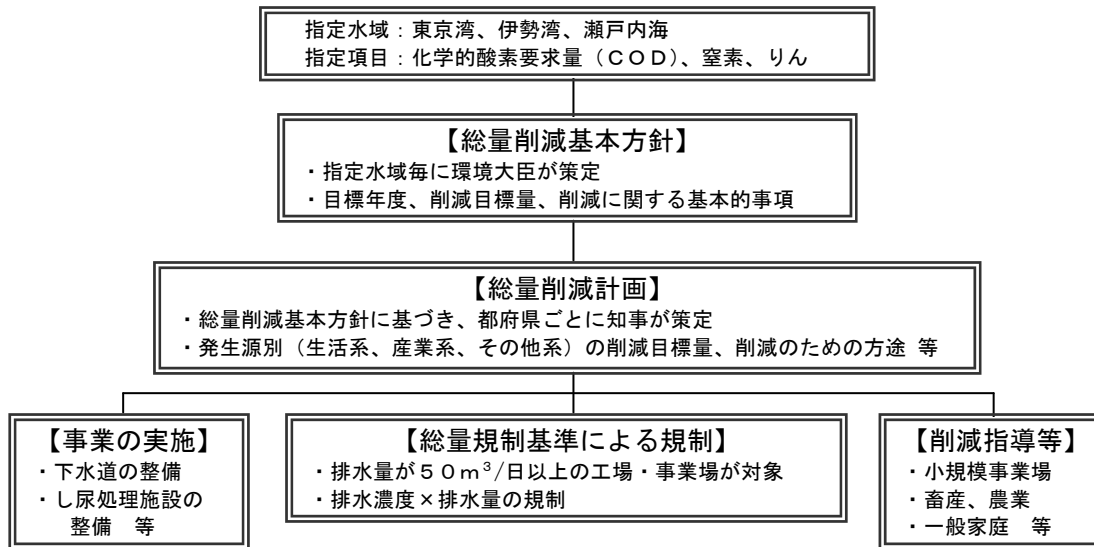 指定水域：東京湾、伊勢湾、瀬戸内海
指定項目：化学的酸素要求量（ＣＯＤ）、窒素、りん
【総量削減基本方針】
・指定水域毎に環境大臣が策定
・目標年度、削減目標量、削減に関する基本的事項
【総量削減計画】
・総量削減基本方針に基づき、都府県ごとに知事が策定
・発生源別（生活系、産業系、その他系）の削減目標量、削減のための方途 等
【事業の実施】
・下水道の整備
・し尿処理施設の
整備　等
【総量規制基準による規制】
・排水量が５０ｍ³/日以上の工場・事業場が対象
・排水濃度×排水量の規制
【削減指導等】
・小規模事業場
・畜産、農業
・一般家庭　等